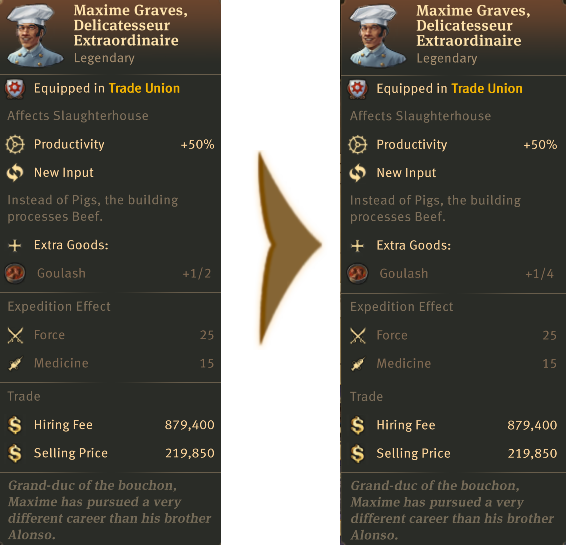 Maxime Graves,
Delicatesseur
Extraordinaire
Legendary
Equipped in Trade Union
Affects Slaughterhouse
Productivity +50%
New Input
Instead of Pigs, the building
processes Beef.
Extra Goods:
Goulash +1/2
Expedition Effect
Force 25
Medicine 15
Trade
Hiring Fee 879,400
Selling Price 219,850
Grand-duc of the bouchon,
Maxime has pursued a very
different career than his brother
Alonso.
Maxime Graves,
Delicatesseur
Extraordinaire
Legendary
Equipped in Trade Union
Affects Slaughterhouse
Productivity +50%
New Input
Instead of Pigs, the building
processes Beef.
Extra Goods:
Goulash +1/4
Expedition Effect
Force 25
Medicine 15
Trade
Hiring Fee 879,400
Selling Price 219,850
Grand-duc of the bouchon,
Maxime has pursued a very
different career than his brother
Alonso.